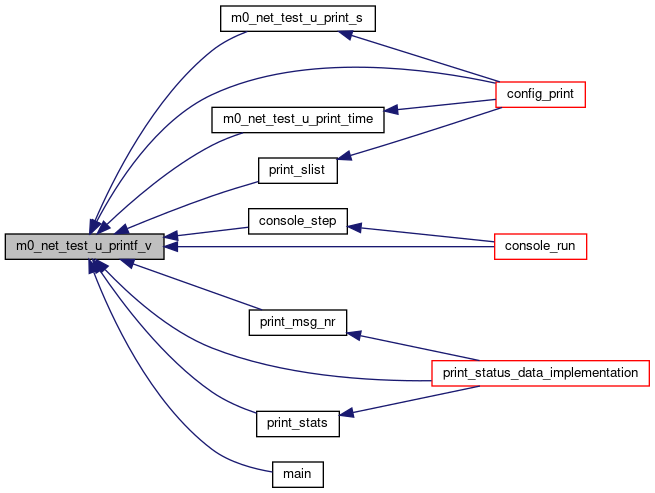 m0_net_test_u_print_s
config_print
m0_net_test_u_print_time
print_slist
console_step
m0_net_test_u_printf_v
console_run
print_msg_nr
print_status_data_implementation
print_stats
main